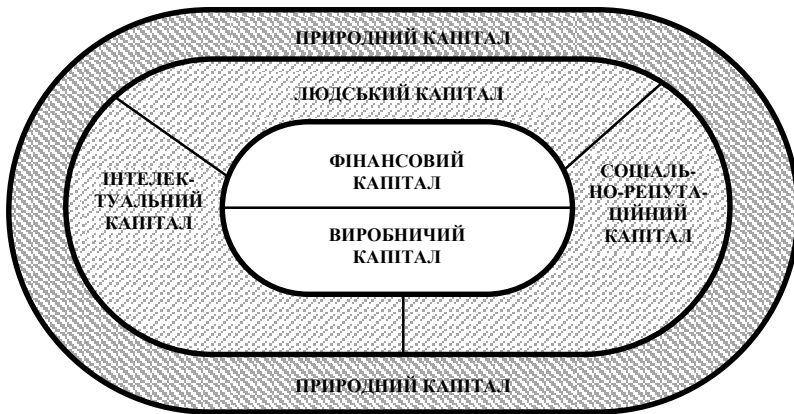 ПРИРОДНИЙ КАПІТАЛ
ЛЮДСЬКИЙ КАПІТАЛ
ФІНАНСОВИЙ
КАПІТАЛ
ІНТЕЛЕК-
ТУАЛЬНИЙ
КАПІТАЛ
СОЦІАЛЬ-
НО-РЕПУТА-
ЦІЙНИЙ
КАПІТАЛ
ВИРОБНИЧИЙ
КАПІТАЛ
ПРИРОДНИЙ КАПІТАЛ